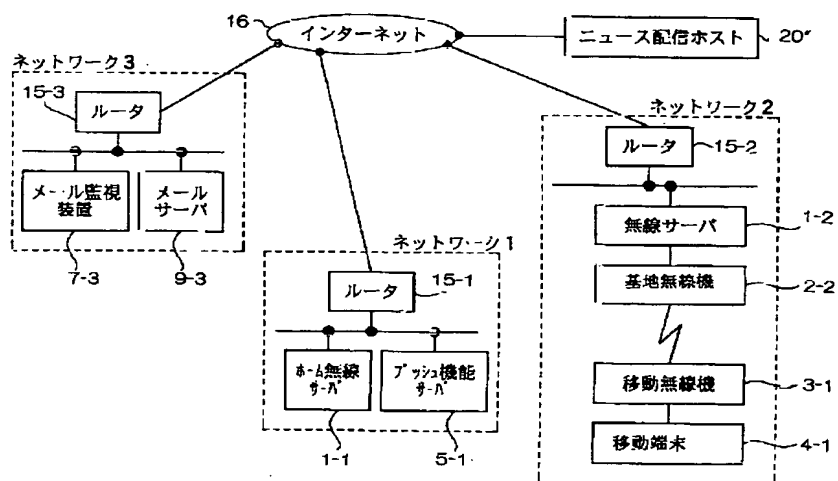 16
インターネット
ニュース配信ホスト
20"
ネットワーク3
15-3
ルータ
メール監視
装置
メール
サーバ
7-3
9-3
ネットワーク1
ルータ
15-1
ホーム無線
サーバ
プッシュ機能
サーバ
1-1
5-1
ネットワーク2
ルータ
15-2
無線サーバ
1-2
基地無線機
2-2
移動無線機
3-1
移動端末
4-1